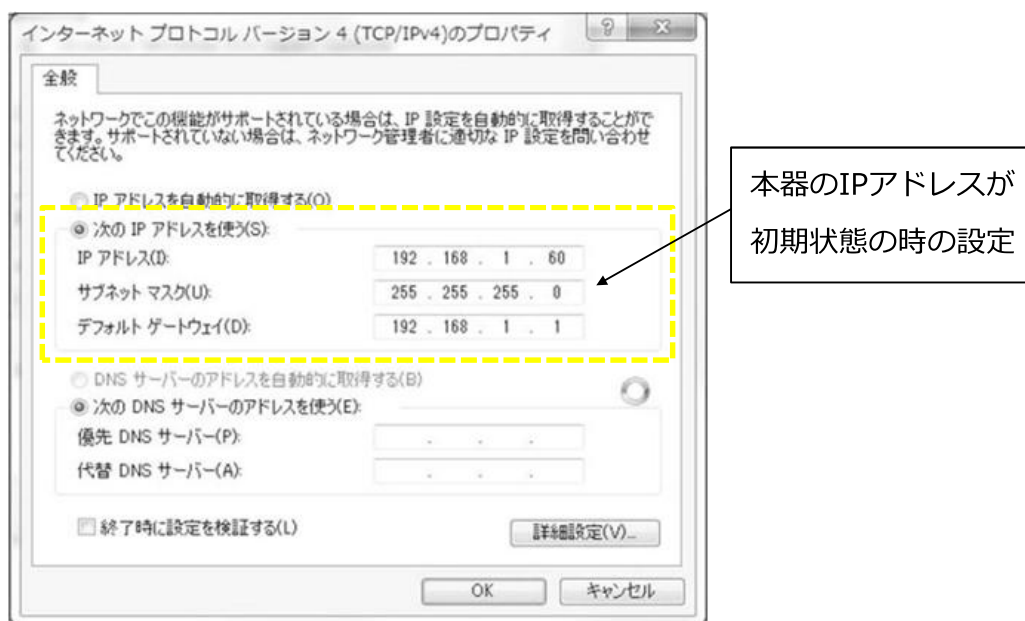 インターネット プロトコル バージョン 4 (TCP/IPv4)のプロパティ
全般
ネットワークでこの機能がサポートされている場合は、IP 設定を自動的に取得することがで
きます。サポートされていない場合は、ネットワーク管理者に適切な IP 設定を問い合わせ
てください。
IP アドレスを自動的に取得する(O)
次の IP アドレスを使う(S):
IP アドレス(I): 192 . 168 . 1 . 60
サブネット マスク(U): 255 . 255 . 255 . 0
デフォルト ゲートウェイ(D): 192 . 168 . 1 . 1
本器のIPアドレスが
初期状態の時の設定
DNS サーバーのアドレスを自動的に取得する(B)
次の DNS サーバーのアドレスを使う(E):
優先 DNS サーバー(P): . . .
代替 DNS サーバー(A): . . .
終了時に設定を検証する(L)
詳細設定(V)...
OK キャンセル